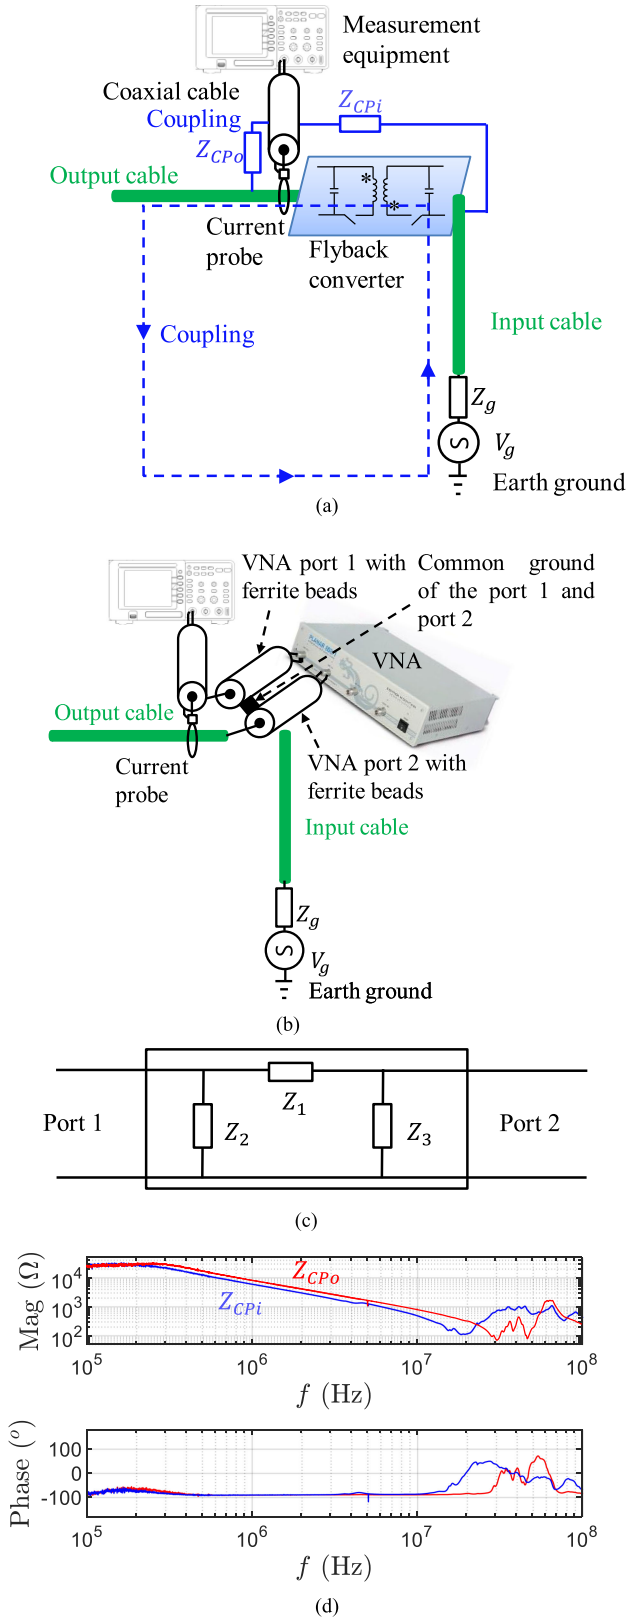 Measurement
equipment
Coaxial cable
Coupling
Z_CPi
Z_CPo
Output cable
*
*
Current
probe
Flyback
converter
Coupling
Input cable
Z_g
V_g
Earth ground
(a)
VNA port 1 with
ferrite beads
Common ground
of the port 1 and
port 2
VNA
Output cable
Current
probe
VNA port 2 with
ferrite beads
Input cable
Z_g
V_g
Earth ground
(b)
Z_1
Port 1
Z_2
Z_3
Port 2
(c)
Mag (Ω)
10^4
10^3
10^2
Z_CPo
Z_CPi
10^5 10^6 10^7 10^8
f (Hz)
Phase (°)
100
0
-100
10^5 10^6 10^7 10^8
f (Hz)
(d)